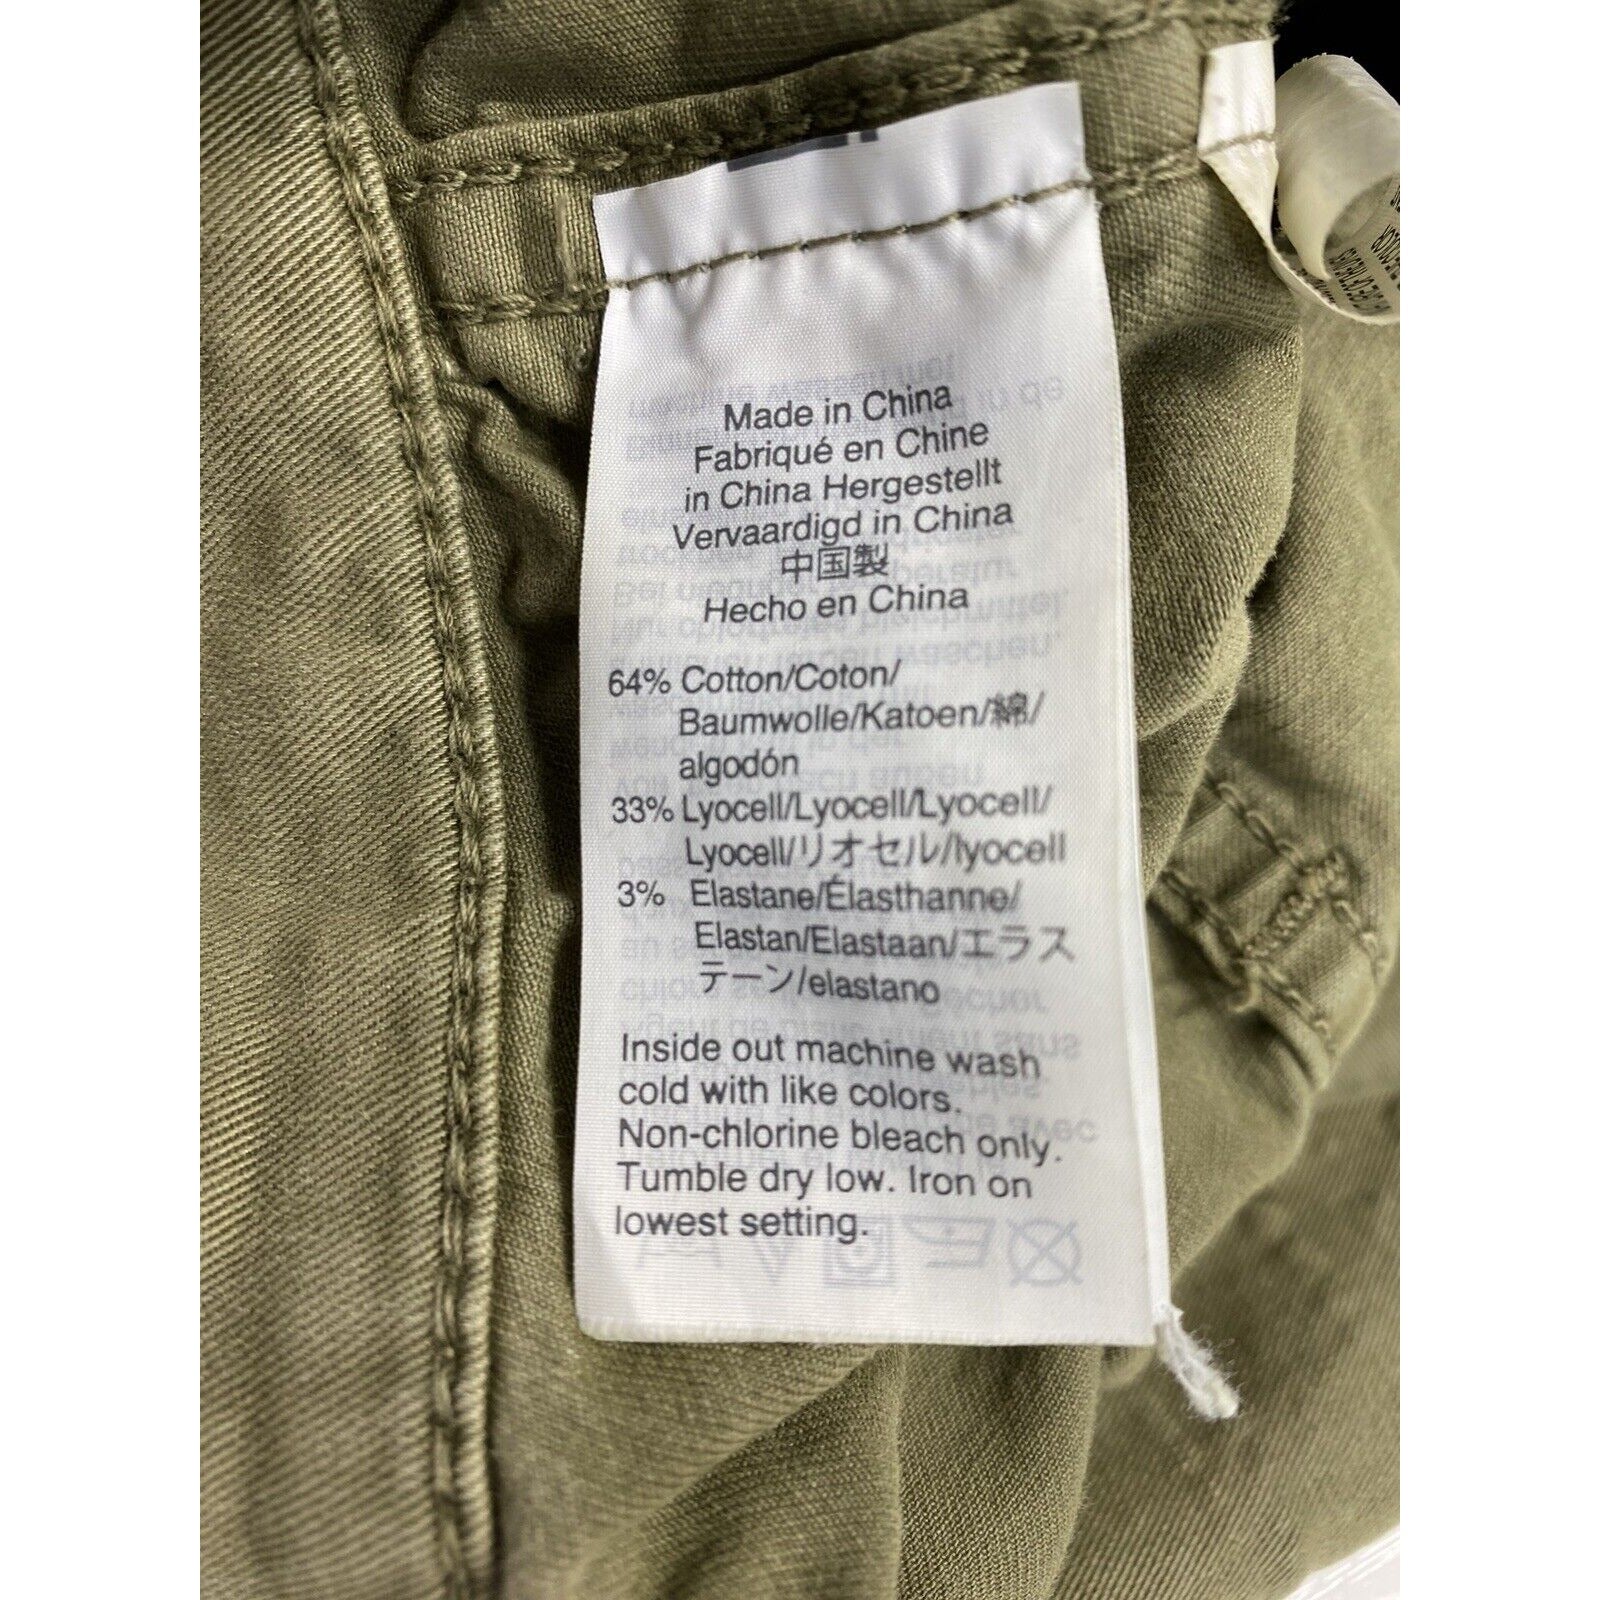 Made in China
Fabriqué en Chine
in China Hergestellt
Vervaardigd in China
中国製
Hecho en China
64% Cotton/Coton/
Baumwolle/Katoen/綿/
algodón
33% Lyocell/Lyocell/Lyocell/
Lyocell/リオセル/lyocell
3% Elastane/Élasthanne/
Elastan/Elastaan/エラス
テーン/elastano
Inside out machine wash
cold with like colors.
Non-chlorine bleach only.
Tumble dry low. Iron on
lowest setting.